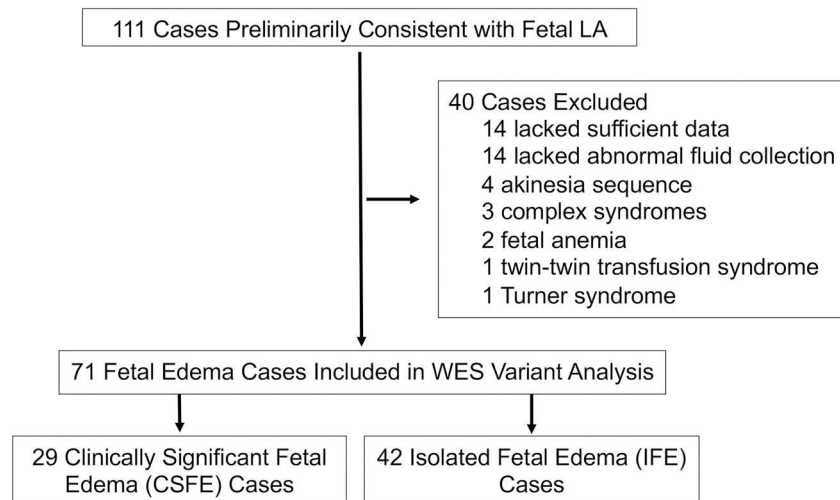 111 Cases Preliminarily Consistent with Fetal LA
40 Cases Excluded
14 lacked sufficient data
14 lacked abnormal fluid collection
4 akinesia sequence
3 complex syndromes
2 fetal anemia
1 twin-twin transfusion syndrome
1 Turner syndrome
71 Fetal Edema Cases Included in WES Variant Analysis
29 Clinically Significant Fetal
Edema (CSFE) Cases
42 Isolated Fetal Edema (IFE)
Cases